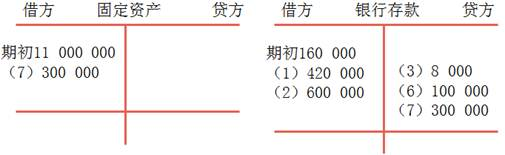 借方 固定资产 贷方
期初11 000 000
（7）300 000
借方 银行存款 贷方
期初160 000
（1）420 000
（2）600 000
（3）8 000
（6）100 000
（7）300 000